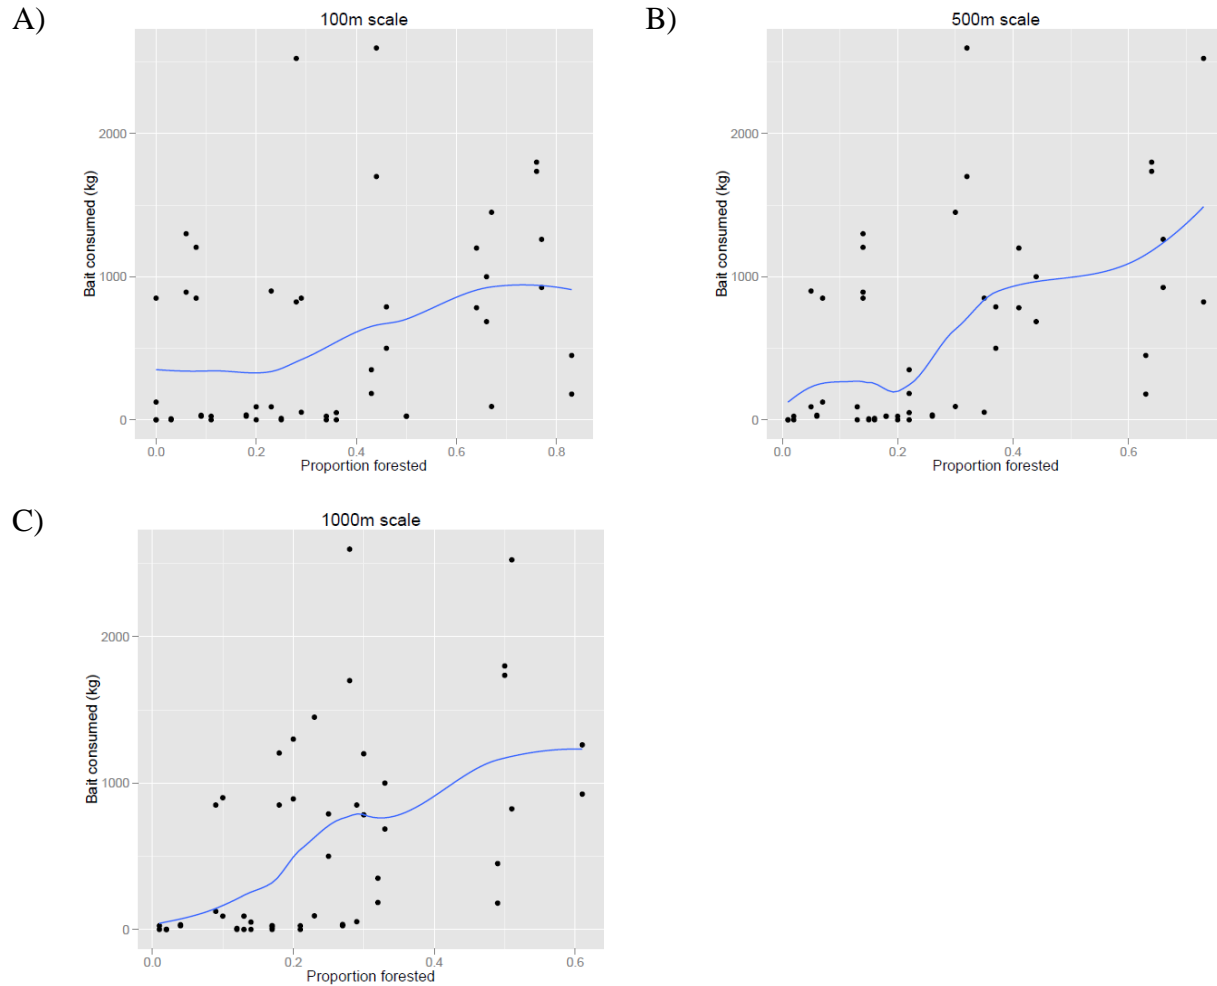 A)
100m scale
Bait consumed (kg)
2000
1000
0
0.0 0.2 0.4 0.6 0.8
Proportion forested
B)
500m scale
Bait consumed (kg)
2000
1000
0
0.0 0.2 0.4 0.6
Proportion forested
C)
1000m scale
Bait consumed (kg)
2000
1000
0
0.0 0.2 0.4 0.6
Proportion forested